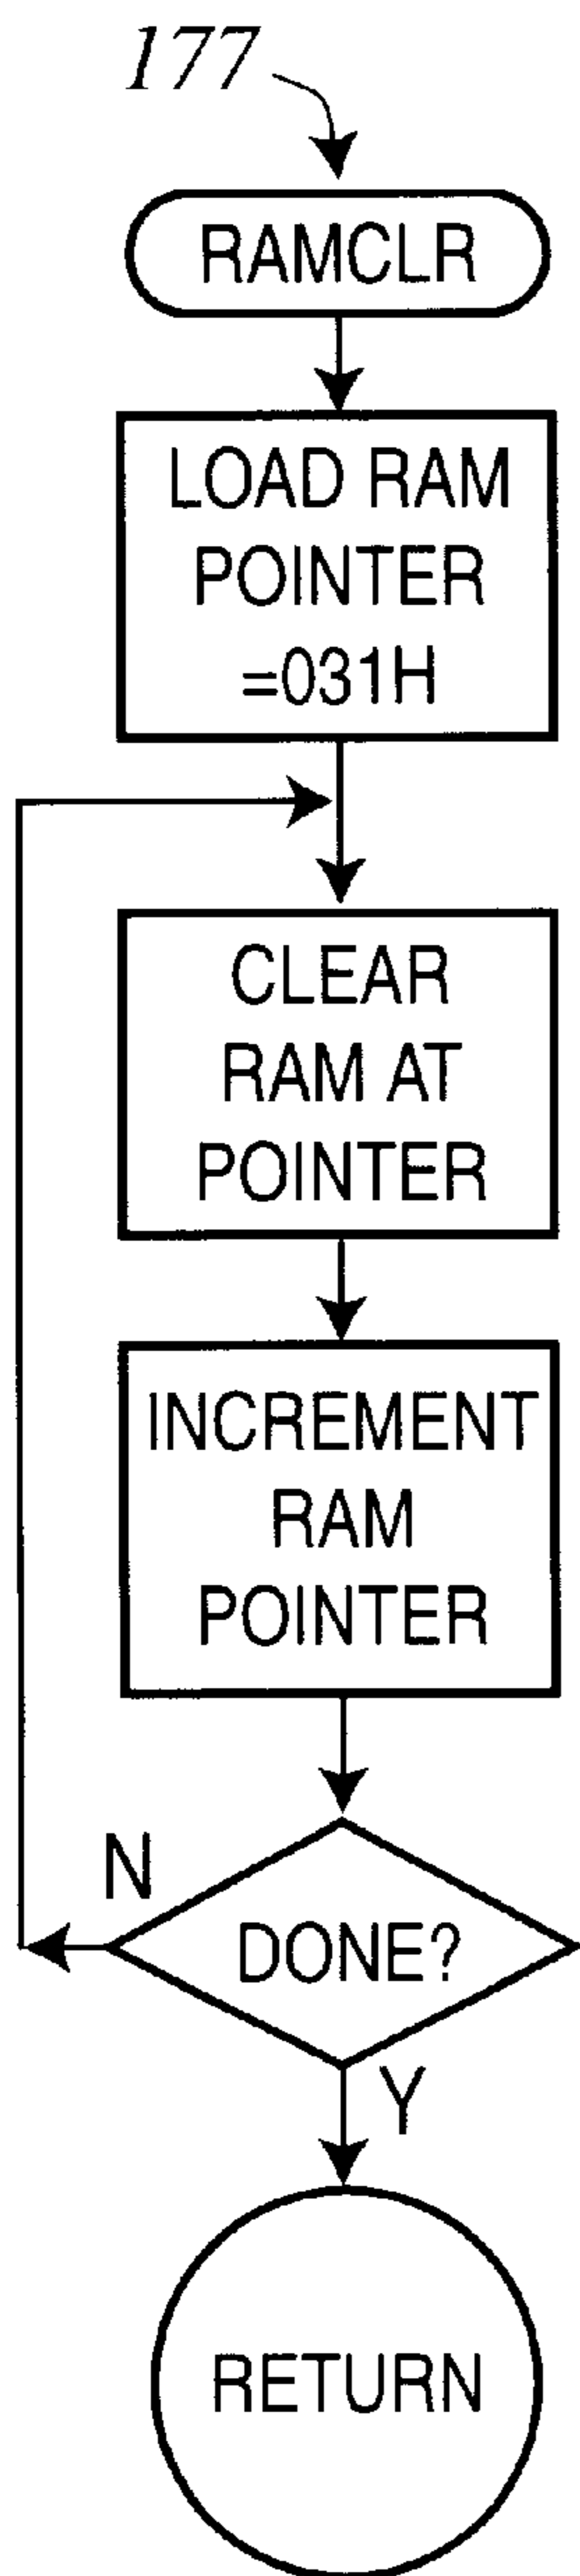 177
RAMCLR
LOAD RAM
POINTER
=031H
CLEAR
RAM AT
POINTER
INCREMENT
RAM
POINTER
N
DONE?
Y
RETURN